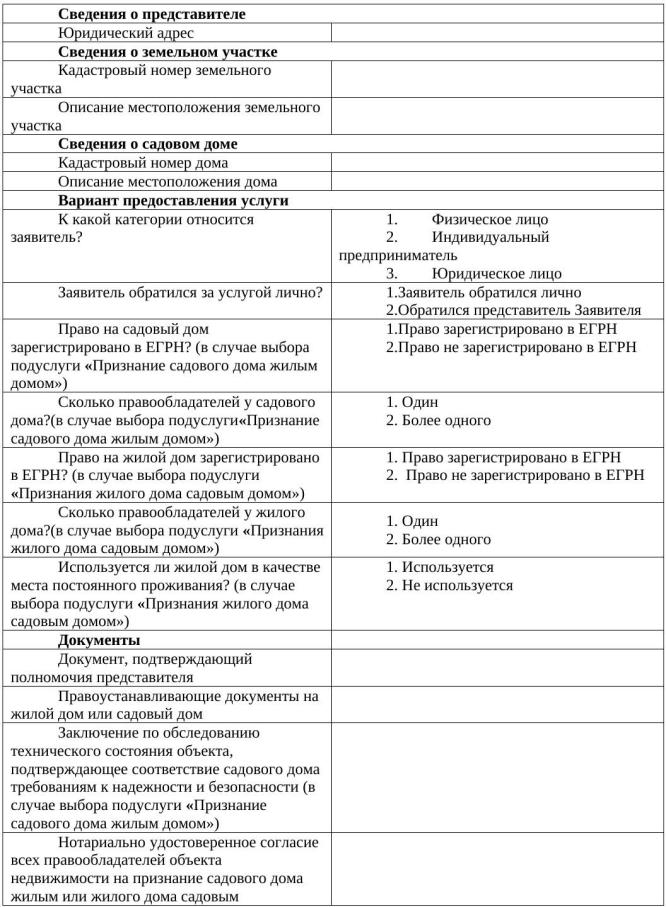 Сведения о представителе
Юридический адрес
Сведения о земельном участке
Кадастровый номер земельного
участка
Описание местоположения земельного
участка
Сведения о садовом доме
Кадастровый номер дома
Описание местоположения дома
Вариант предоставления услуги
К какой категории относится
заявитель?
1. Физическое лицо
2. Индивидуальный
предприниматель
3. Юридическое лицо
Заявитель обратился за услугой лично?
1.Заявитель обратился лично
2.Обратился представитель Заявителя
Право на садовый дом
зарегистрировано в ЕГРН? (в случае выбора
подуслуги «Признание садового дома жилым
домом»)
1.Право зарегистрировано в ЕГРН
2.Право не зарегистрировано в ЕГРН
Сколько правообладателей у садового
дома?(в случае выбора подуслуги«Признание
садового дома жилым домом»)
1. Один
2. Более одного
Право на жилой дом зарегистрировано
в ЕГРН? (в случае выбора подуслуги
«Признания жилого дома садовым домом»)
1. Право зарегистрировано в ЕГРН
2. Право не зарегистрировано в ЕГРН
Сколько правообладателей у жилого
дома?(в случае выбора подуслуги «Признания
жилого дома садовым домом»)
1. Один
2. Более одного
Используется ли жилой дом в качестве
места постоянного проживания? (в случае
выбора подуслуги «Признания жилого дома
садовым домом»)
1. Используется
2. Не используется
Документы
Документ, подтверждающий
полномочия представителя
Правоустанавливающие документы на
жилой дом или садовый дом
Заключение по обследованию
технического состояния объекта,
подтверждающее соответствие садового дома
требованиям к надежности и безопасности (в
случае выбора подуслуги «Признание
садового дома жилым домом»)
Нотариально удостоверенное согласие
всех правообладателей объекта
недвижимости на признание садового дома
жилым или жилого дома садовым